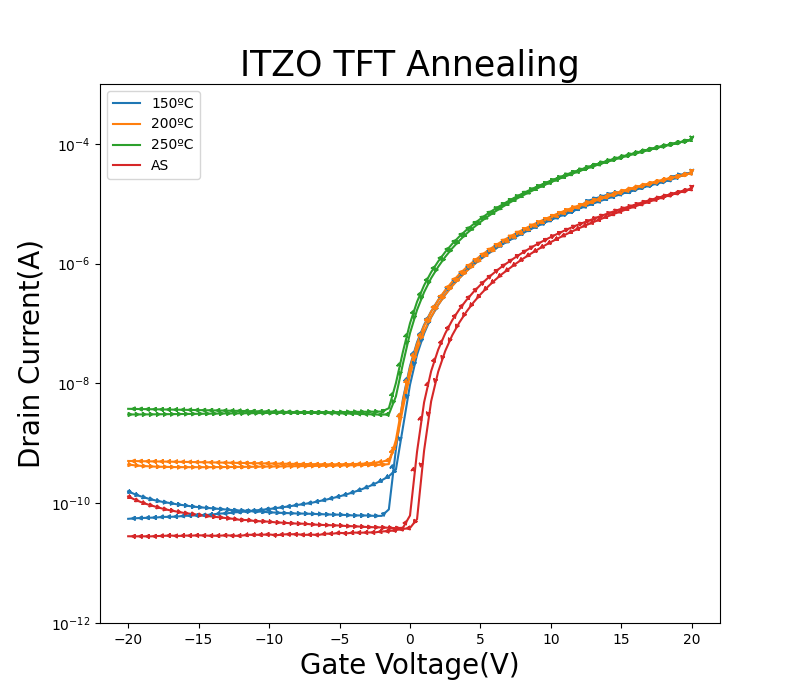 ITZO TFT Annealing
150ºC
200ºC
250ºC
AS
10⁻⁴
10⁻⁶
10⁻⁸
10⁻¹⁰
10⁻¹²
Drain Current(A)
−20 −15 −10 −5 0 5 10 15 20
Gate Voltage(V)